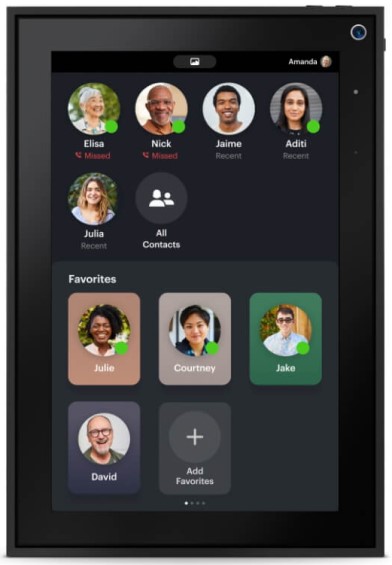 Amanda
Elisa Nick Jaime Aditi
Missed Missed Recent Recent
Julia All Contacts
Recent
Favorites
Julie Courtney Jake
David Add Favorites